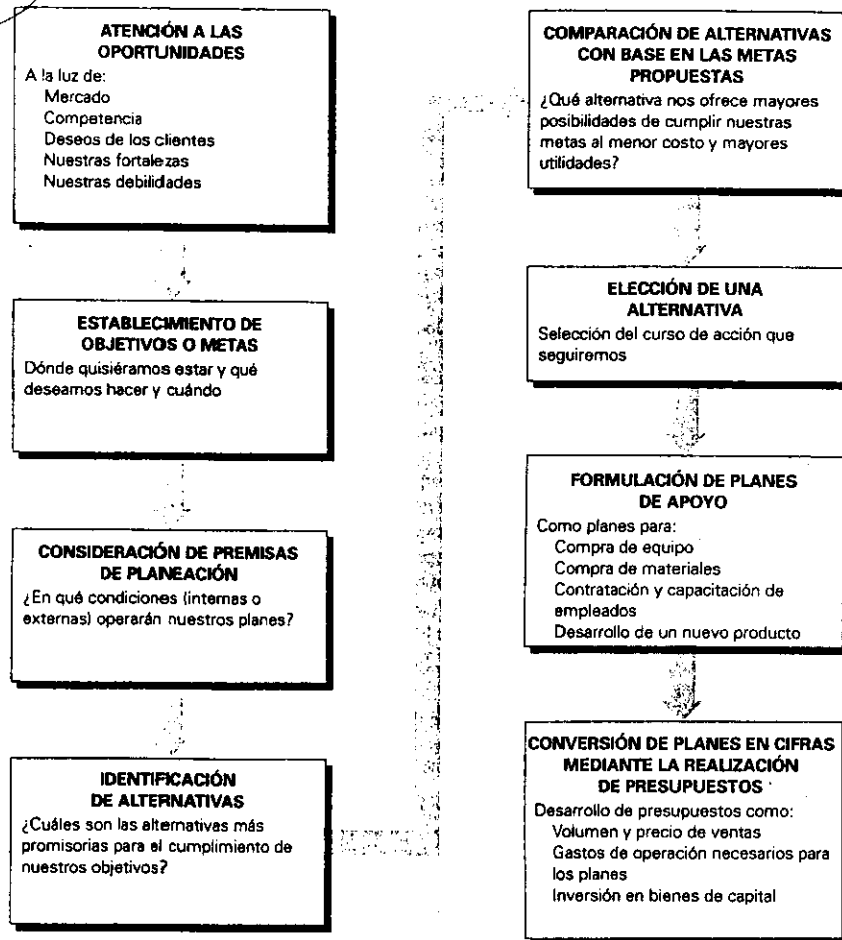 ATENCIÓN A LAS
OPORTUNIDADES
A la luz de:
Mercado
Competencia
Deseos de los clientes
Nuestras fortalezas
Nuestras debilidades
ESTABLECIMIENTO DE
OBJETIVOS O METAS
Dónde quisiéramos estar y qué
deseamos hacer y cuándo
CONSIDERACIÓN DE PREMISAS
DE PLANEACIÓN
¿En qué condiciones (internas o
externas) operarán nuestros planes?
IDENTIFICACIÓN
DE ALTERNATIVAS
¿Cuáles son las alternativas más
promisorias para el cumplimiento de
nuestros objetivos?
COMPARACIÓN DE ALTERNATIVAS
CON BASE EN LAS METAS
PROPUESTAS
¿Qué alternativa nos ofrece mayores
posibilidades de cumplir nuestras
metas al menor costo y mayores
utilidades?
ELECCIÓN DE UNA
ALTERNATIVA
Selección del curso de acción que
seguiremos
FORMULACIÓN DE PLANES
DE APOYO
Como planes para:
Compra de equipo
Compra de materiales
Contratación y capacitación de
empleados
Desarrollo de un nuevo producto
CONVERSIÓN DE PLANES EN CIFRAS
MEDIANTE LA REALIZACIÓN
DE PRESUPUESTOS
Desarrollo de presupuestos como:
Volumen y precio de ventas
Gastos de operación necesarios para
los planes
Inversión en bienes de capital